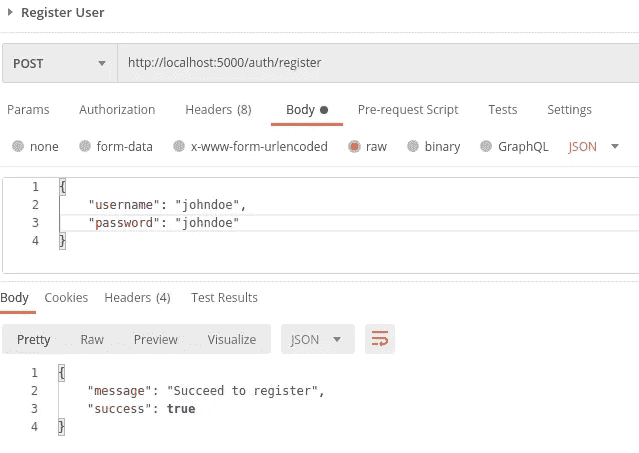 Register User
POST http://localhost:5000/auth/register
Params Authorization Headers (8) Body Pre-request Script Tests Settings
none form-data x-www-form-urlencoded raw binary GraphQL JSON
1 {
2 "username": "johndoe",
3 "password": "johndoe"
4 }
Body Cookies Headers (4) Test Results
Pretty Raw Preview Visualize JSON
1 {
2 "message": "Succeed to register",
3 "success": true
4 }